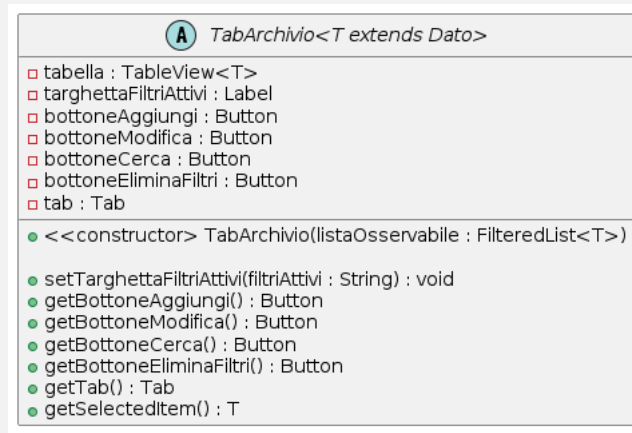 A TabArchivio<T extends Dato>
tabella : TableView<T>
targhettaFiltriAttivi : Label
bottoneAggiungi : Button
bottoneModifica : Button
bottoneCerca : Button
bottoneEliminaFiltri : Button
tab : Tab
<<constructor> TabArchivio(listaOsservabile : FilteredList<T>)
setTarghettaFiltriAttivi(filtriAttivi : String) : void
getBottoneAggiungi() : Button
getBottoneModifica() : Button
getBottoneCerca() : Button
getBottoneEliminaFiltri() : Button
getTab() : Tab
getSelectedItem() : T